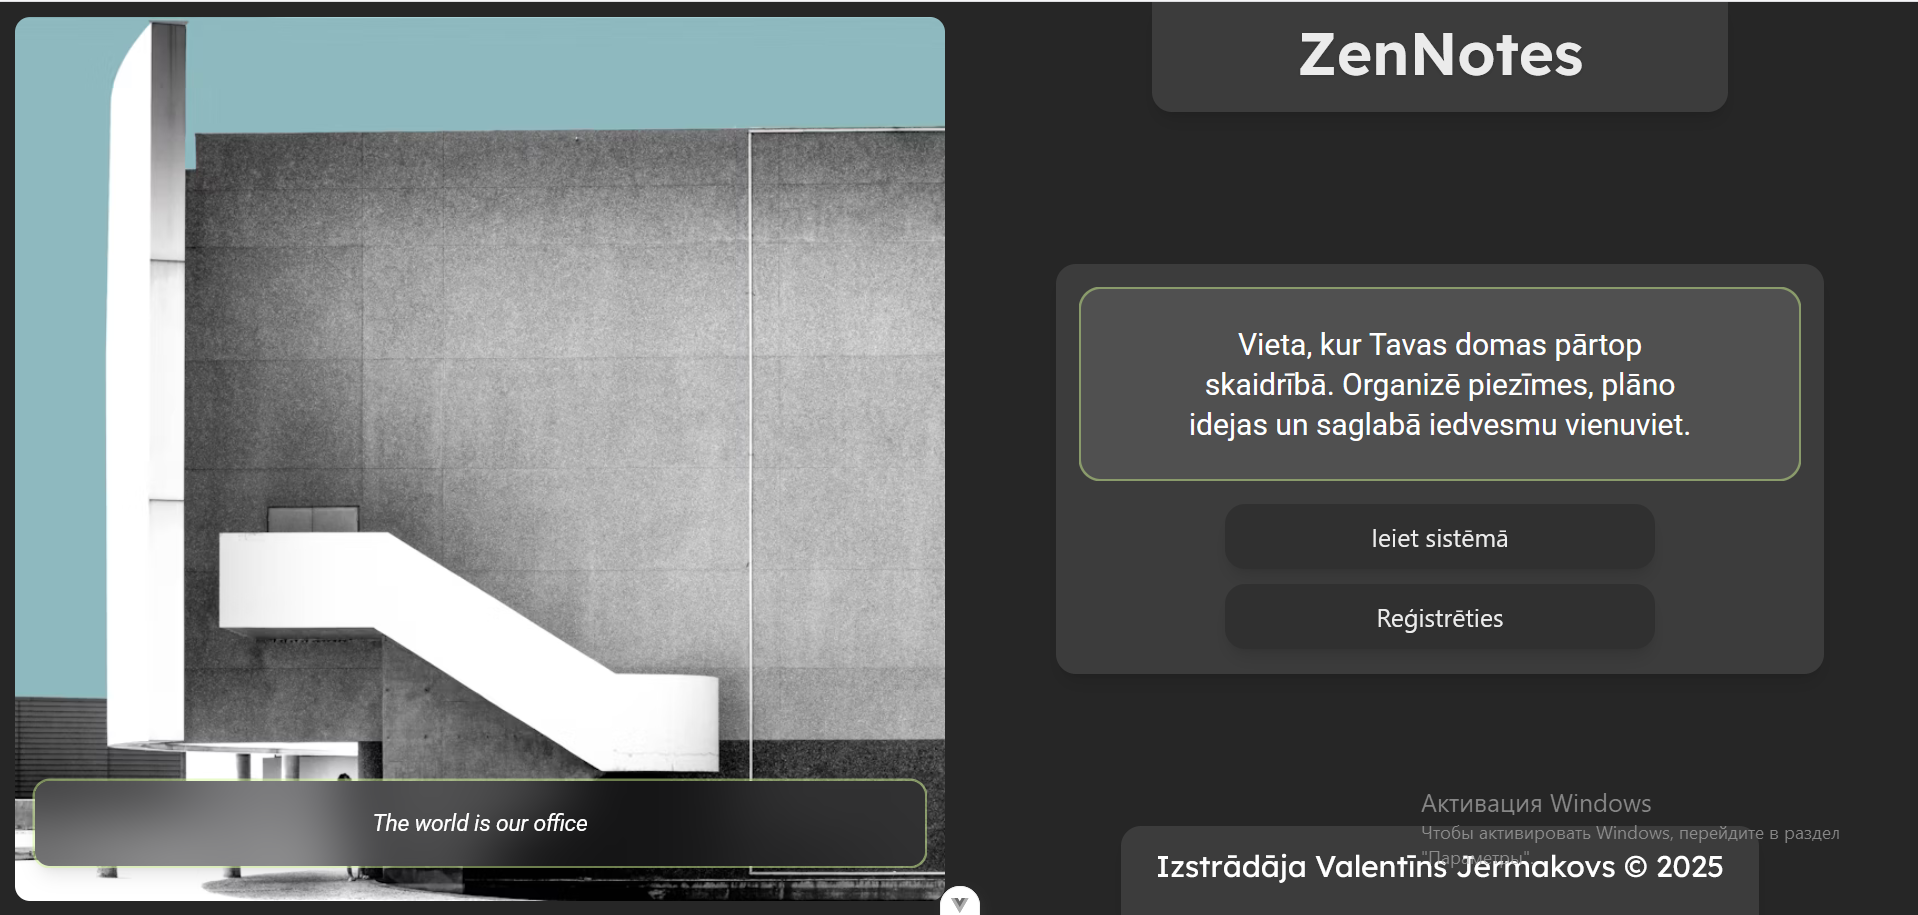 ZenNotes
Vieta, kur Tavas domas pārtop
skaidrībā. Organizē piezīmes, plāno
idejas un saglabā iedvesmu vienuviet.
Ieiet sistēmā
Reģistrēties
The world is our office
Активация Windows
Чтобы активировать Windows, перейдите в раздел
"Параметры".
Izstrādāja Valentīns Jermakovs © 2025